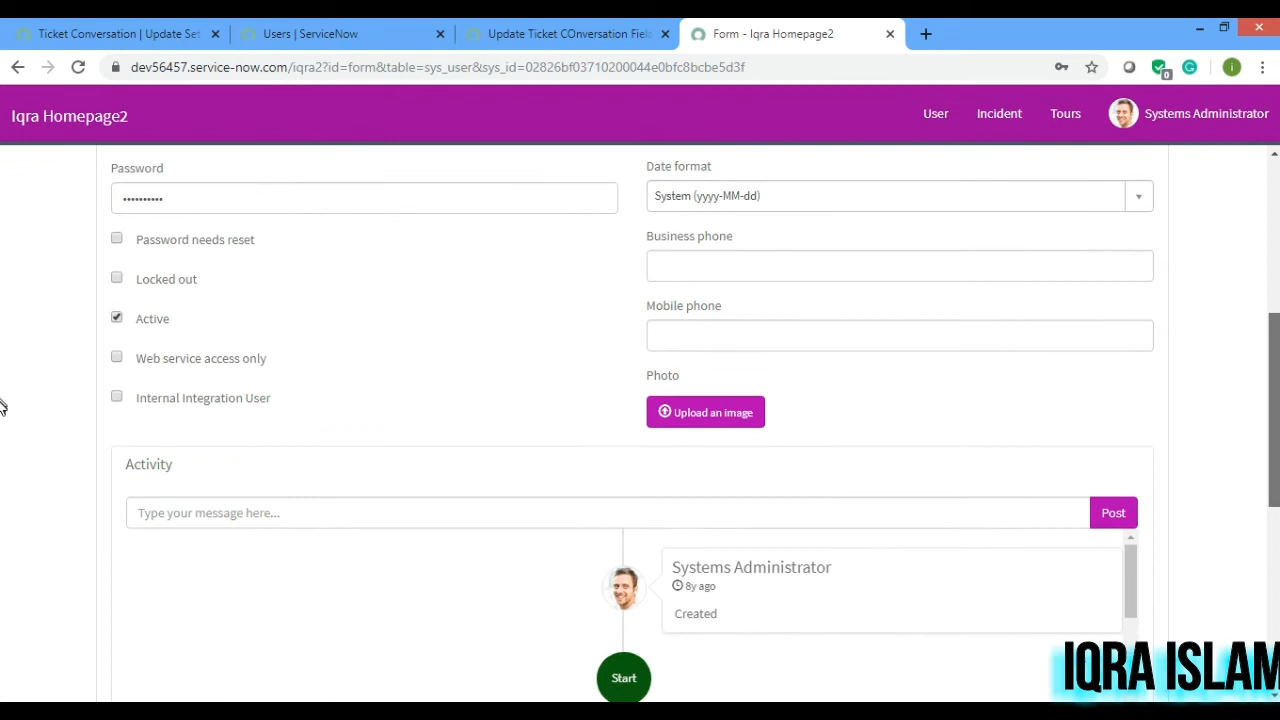 Ticket Conversation | Update Set
Users | ServiceNow
Update Ticket COnversation Field
Form - Iqra Homepage2
dev56457.service-now.com/iqra2?id=form&table=sys_user&sys_id=02826bf03710200044e0bfc8bcbe5d3f
0
i
Iqra Homepage2
User
Incident
Tours
Systems Administrator
Password
••••••••••
Password needs reset
Locked out
Active
Web service access only
Internal Integration User
Date format
System (yyyy-MM-dd)
Business phone
Mobile phone
Photo
Upload an image
Activity
Type your message here...
Post
Systems Administrator
8y ago
Created
Start
IQRA ISLAM